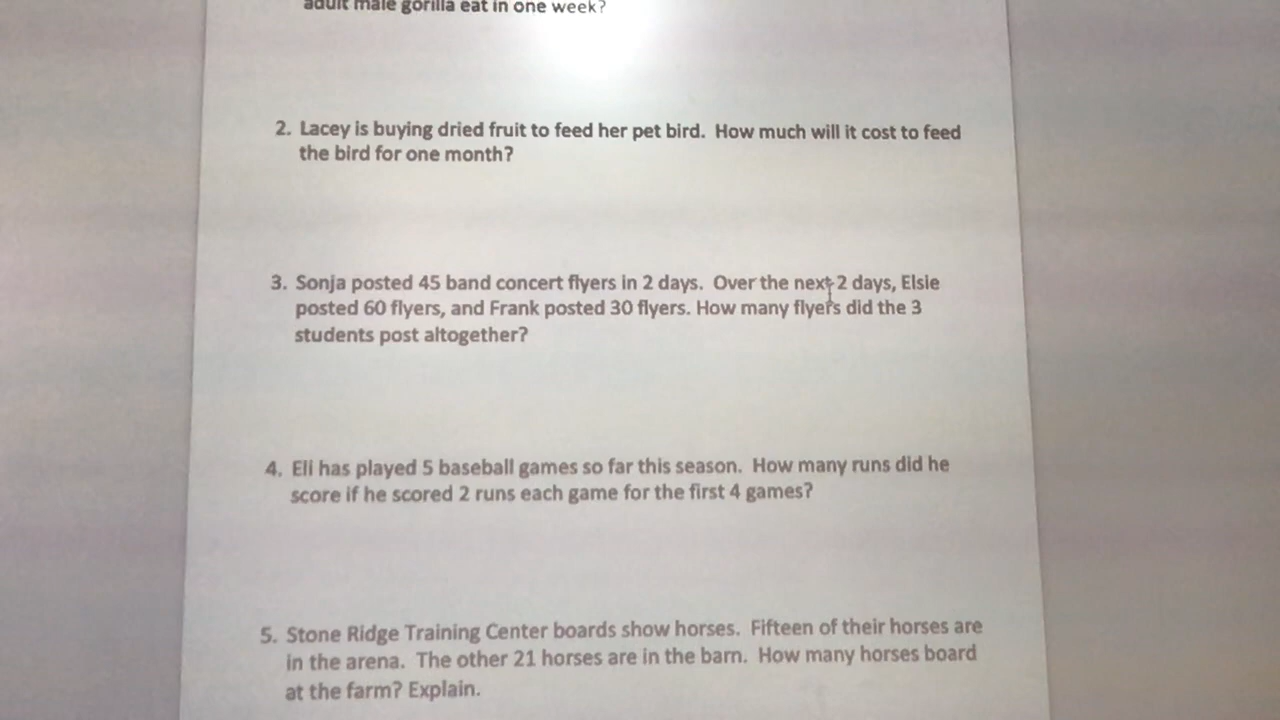 adult male gorilla eat in one week?
2. Lacey is buying dried fruit to feed her pet bird. How much will it cost to feed
the bird for one month?
3. Sonja posted 45 band concert flyers in 2 days. Over the next 2 days, Elsie
posted 60 flyers, and Frank posted 30 flyers. How many flyers did the 3
students post altogether?
4. Eli has played 5 baseball games so far this season. How many runs did he
score if he scored 2 runs each game for the first 4 games?
5. Stone Ridge Training Center boards show horses. Fifteen of their horses are
in the arena. The other 21 horses are in the barn. How many horses board
at the farm? Explain.